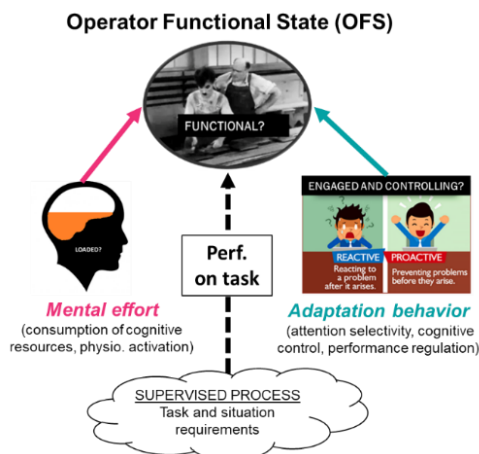 Operator Functional State (OFS)
FUNCTIONAL?
LOADED?
ENGAGED AND CONTROLLING?
REACTIVE
PROACTIVE
Reacting to
a problem
after it arises.
Preventing problems
before they arise.
Perf.
on task
Mental effort
(consumption of cognitive
resources, physio. activation)
Adaptation behavior
(attention selectivity, cognitive
control, performance regulation)
SUPERVISED PROCESS
Task and situation
requirements